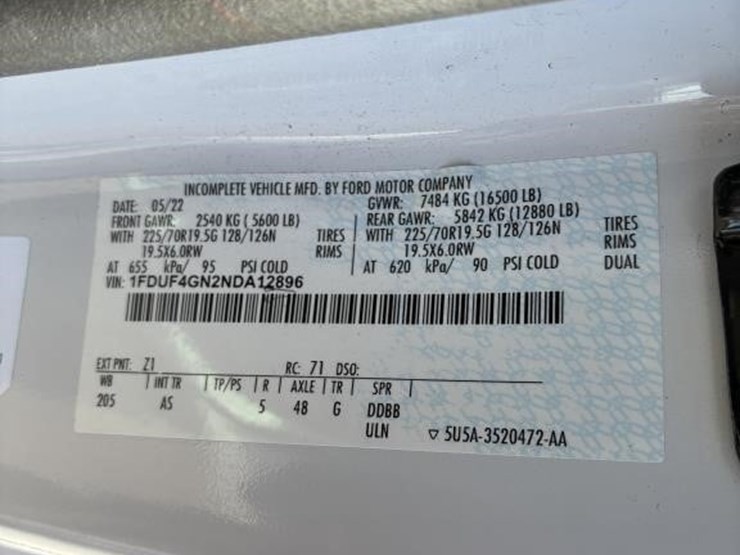 INCOMPLETE VEHICLE MFD. BY FORD MOTOR COMPANY
DATE: 05/22 GVWR: 7484 KG (16500 LB)
FRONT GAWR: 2540 KG ( 5600 LB) REAR GAWR: 5842 KG (12880 LB)
WITH 225/70R19.5G 128/126N TIRES WITH 225/70R19.5G 128/126N TIRES
19.5X6.0RW RIMS 19.5X6.0RW RIMS
AT 655 kPa/ 95 PSI COLD AT 620 kPa/ 90 PSI COLD DUAL
VIN: 1FDUF4GN2NDA12896
EXT PNT: Z1 RC: 71 DSO:
WB INT TR TP/PS R AXLE TR SPR
205 AS 5 48 G DDBB
ULN ▽ 5U5A-3520472-AA